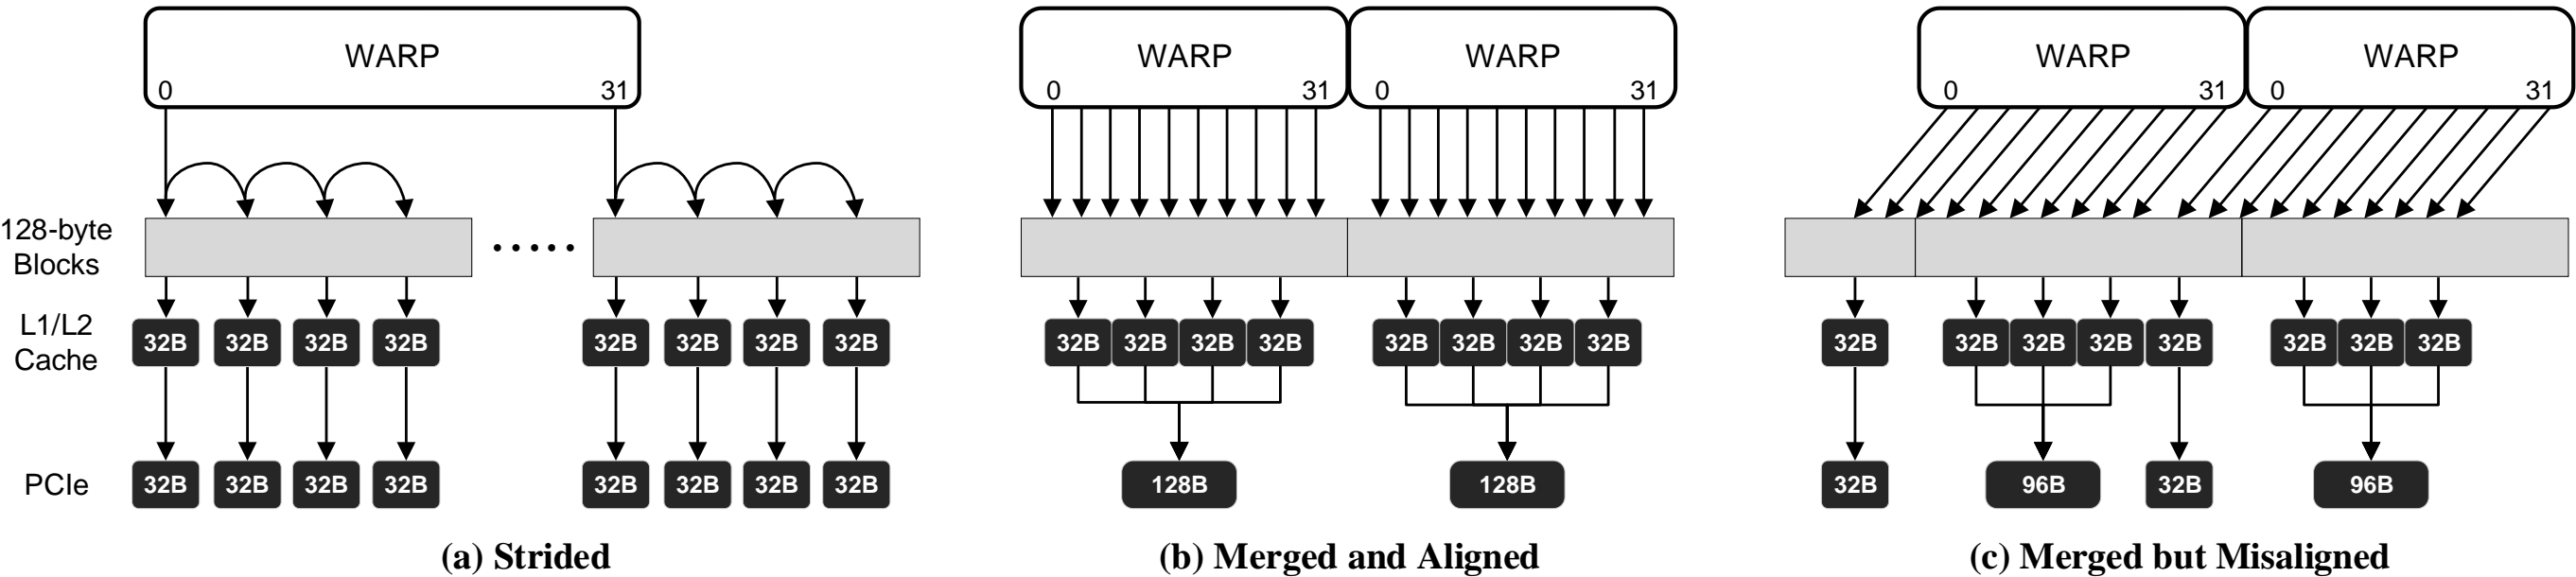 WARP
0 31
WARP
0 31
WARP
0 31
WARP
0 31
WARP
0 31
128-byte
Blocks
L1/L2
Cache
32B 32B 32B 32B 32B 32B 32B 32B
32B 32B 32B 32B 32B 32B 32B 32B
32B 32B 32B 32B 32B 32B 32B 32B
PCIe
32B 32B 32B 32B 32B 32B 32B 32B
128B 128B
32B 96B 32B 96B
(a) Strided
(b) Merged and Aligned
(c) Merged but Misaligned